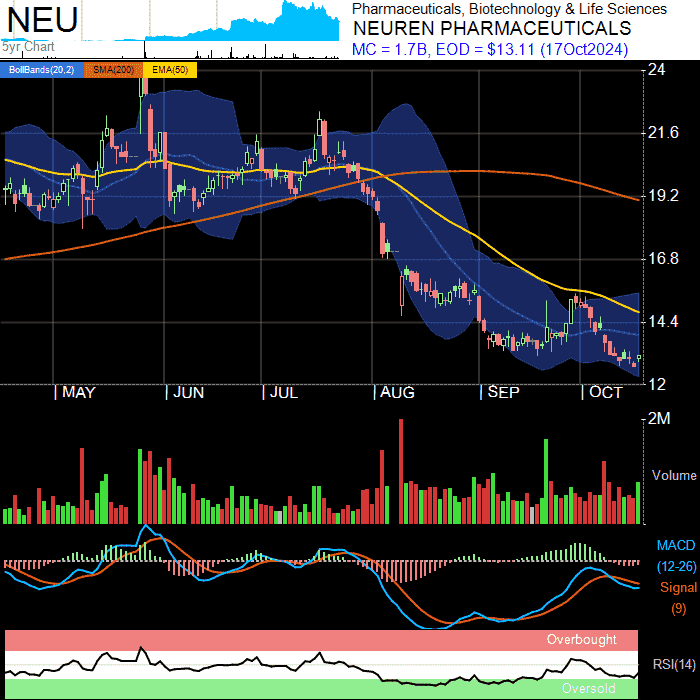 NEU
5yr Chart
Pharmaceuticals, Biotechnology & Life Sciences
NEUREN PHARMACEUTICALS
MC = 1.7B, EOD = $13.11 (17Oct2024)
BollBands(20,2) SMA(200) EMA(50)
24
21.6
19.2
16.8
14.4
12
MAY JUN JUL AUG SEP OCT
2M
Volume
MACD
(12-26)
Signal
(9)
Overbought
RSI(14)
Oversold